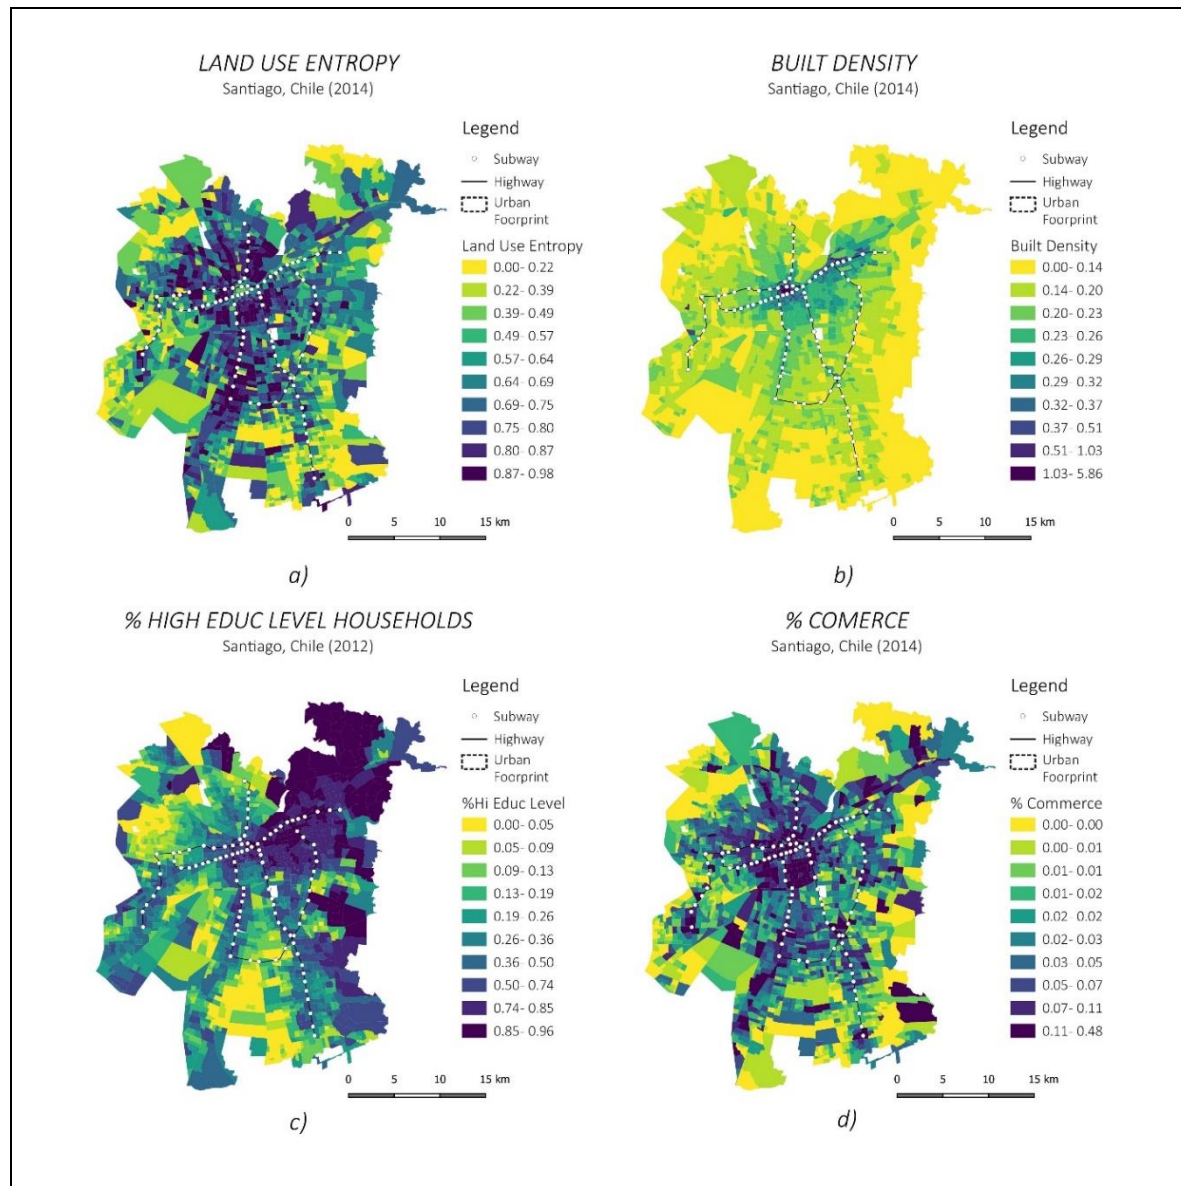 LAND USE ENTROPY
Santiago, Chile (2014)
Legend
Subway
Highway
Urban
Foorprint
Land Use Entropy
0.00- 0.22
0.22- 0.39
0.39- 0.49
0.49- 0.57
0.57- 0.64
0.64- 0.69
0.69- 0.75
0.75- 0.80
0.80- 0.87
0.87- 0.98
0 5 10 15 km
a)
BUILT DENSITY
Santiago, Chile (2014)
Legend
Subway
Highway
Urban
Foorprint
Built Density
0.00- 0.14
0.14- 0.20
0.20- 0.23
0.23- 0.26
0.26- 0.29
0.29- 0.32
0.32- 0.37
0.37- 0.51
0.51- 1.03
1.03- 5.86
0 5 10 15 km
b)
% HIGH EDUC LEVEL HOUSEHOLDS
Santiago, Chile (2012)
Legend
Subway
Highway
Urban
Foorprint
%Hi Educ Level
0.00- 0.05
0.05- 0.09
0.09- 0.13
0.13- 0.19
0.19- 0.26
0.26- 0.36
0.36- 0.50
0.50- 0.74
0.74- 0.85
0.85- 0.96
0 5 10 15 km
c)
% COMERCE
Santiago, Chile (2014)
Legend
Subway
Highway
Urban
Foorprint
% Commerce
0.00- 0.00
0.00- 0.01
0.01- 0.01
0.01- 0.02
0.02- 0.02
0.02- 0.03
0.03- 0.05
0.05- 0.07
0.07- 0.11
0.11- 0.48
0 5 10 15 km
d)